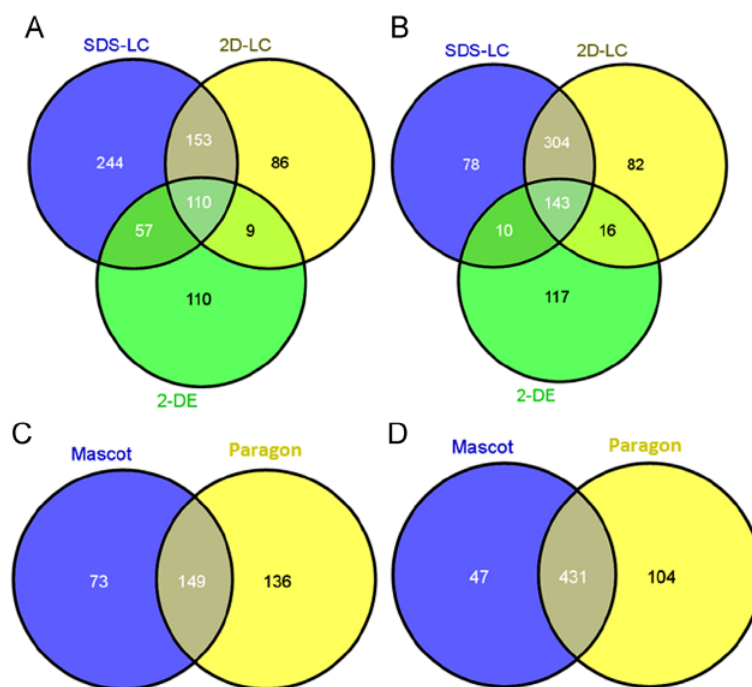 A
SDS-LC
2D-LC
153
244
86
110
57
9
110
2-DE
B
SDS-LC
2D-LC
304
78
82
143
10
16
117
2-DE
C
Mascot
Paragon
73
149
136
D
Mascot
Paragon
47
431
104